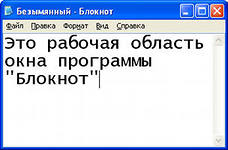 Безымянный - Блокнот
Файл Правка Формат Вид Справка
Это рабочая область
окна программы
"Блокнот"